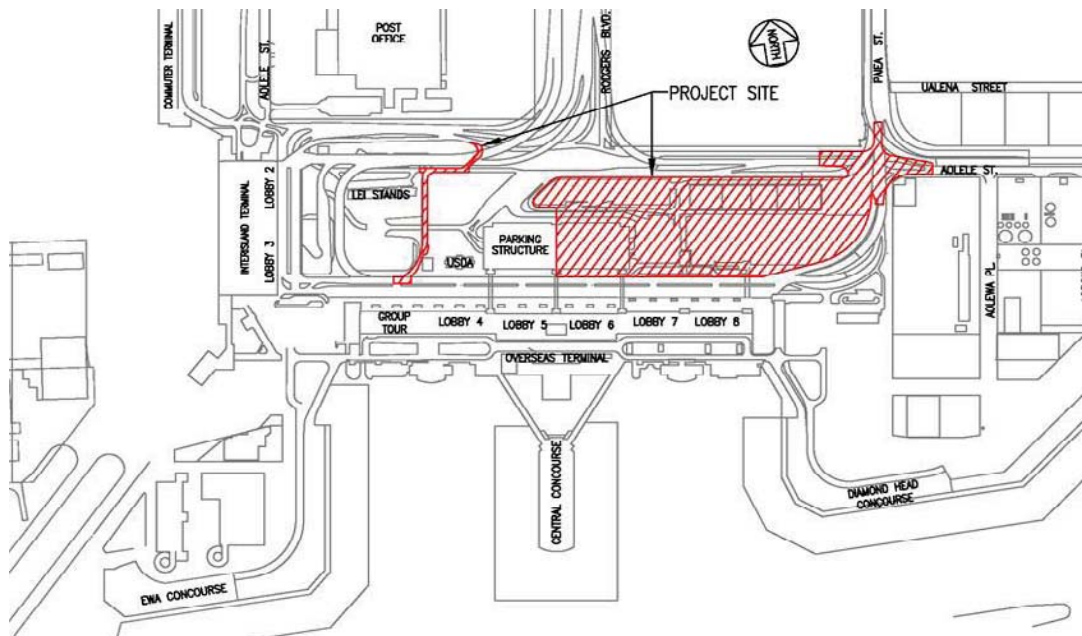 POST
OFFICE
COMMUTER TERMINAL
AOLELE ST.
RODGERS BLVD.
NORTH
PAIEA ST.
UALENA STREET
PROJECT SITE
AOLELE ST.
INTERISLAND TERMINAL
LOBBY 3 LOBBY 2
LEI STANDS
PARKING
STRUCTURE
USDA
AOLEWA PL.
GROUP
TOUR
LOBBY 4
LOBBY 5
LOBBY 6
LOBBY 7
LOBBY 8
OVERSEAS TERMINAL
CENTRAL CONCOURSE
DIAMOND HEAD
CONCOURSE
EWA CONCOURSE